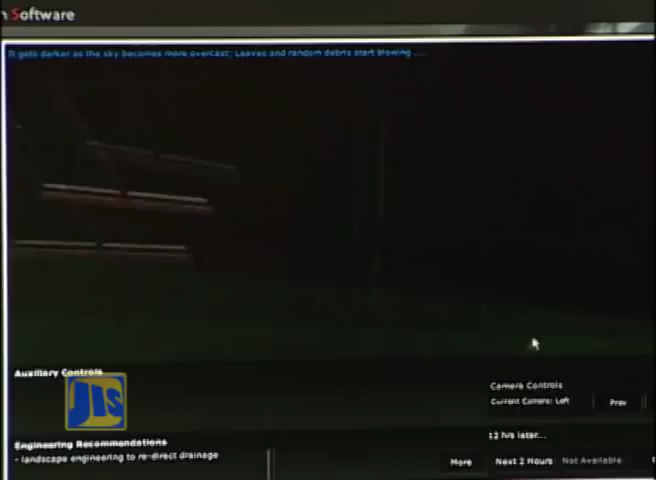 Software
It gets darker as the sky becomes more overcast; Leaves and random debris start blowing ....
Auxiliary Controls
JIS
Camera Controls
Current Camera: Left
Prev
Engineering Recommendations
- landscape engineering to re-direct drainage
12 hrs later...
More
Next 2 Hours
Not Available